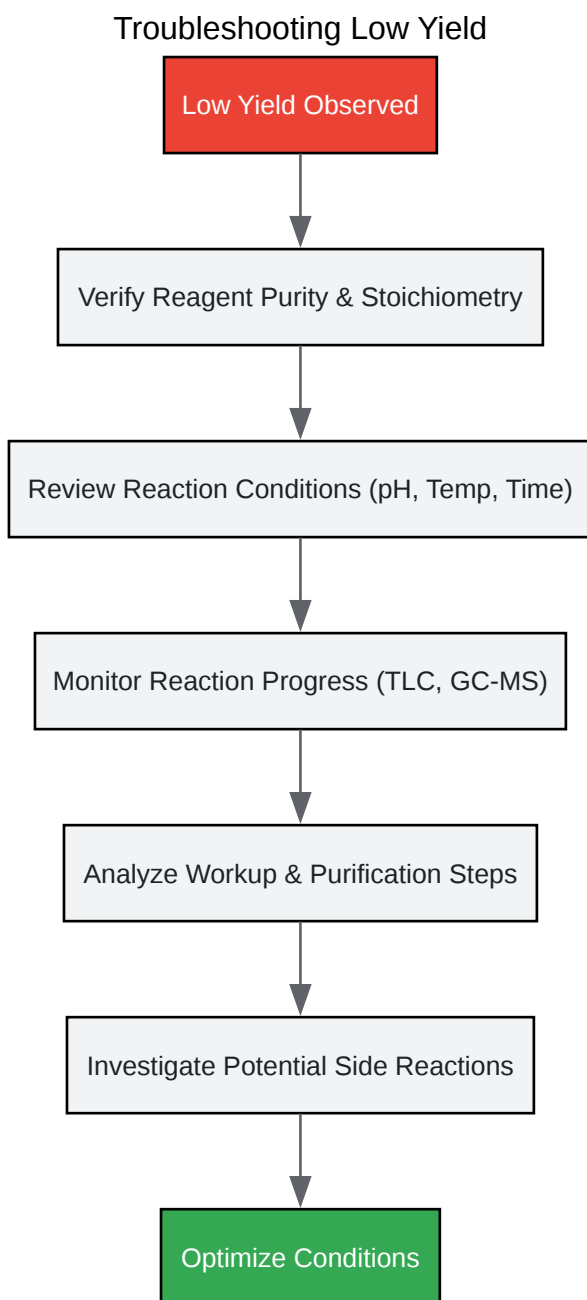 Troubleshooting Low Yield
Low Yield Observed
Verify Reagent Purity & Stoichiometry
Review Reaction Conditions (pH, Temp, Time)
Monitor Reaction Progress (TLC, GC-MS)
Analyze Workup & Purification Steps
Investigate Potential Side Reactions
Optimize Conditions